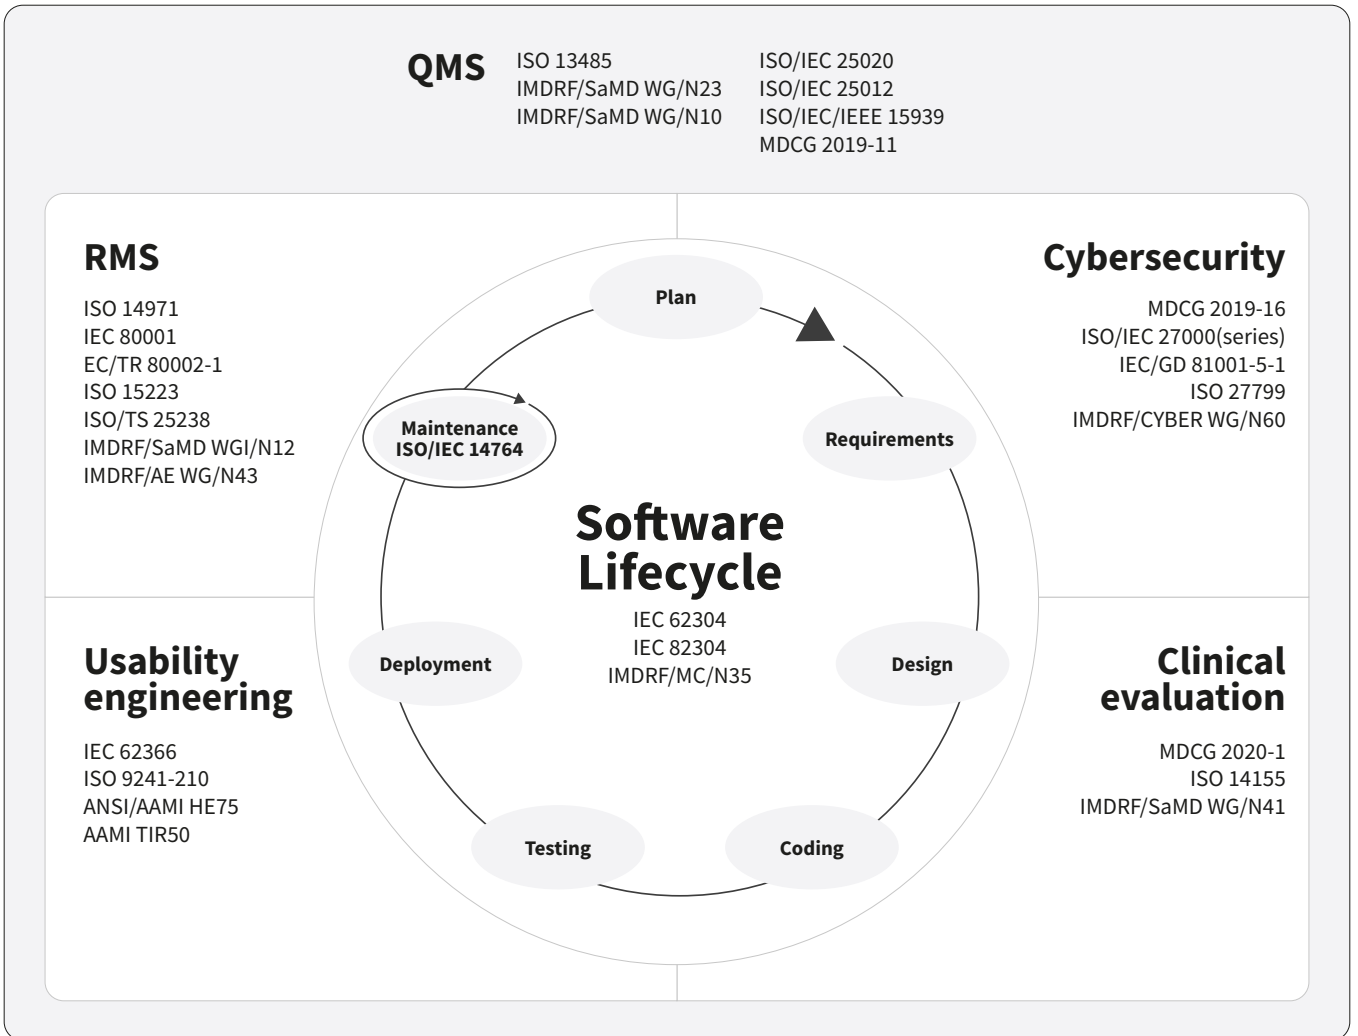 QMS
ISO 13485
IMDRF/SaMD WG/N23
IMDRF/SaMD WG/N10
ISO/IEC 25020
ISO/IEC 25012
ISO/IEC/IEEE 15939
MDCG 2019-11
RMS
ISO 14971
IEC 80001
EC/TR 80002-1
ISO 15223
ISO/TS 25238
IMDRF/SaMD WGI/N12
IMDRF/AE WG/N43
Cybersecurity
MDCG 2019-16
ISO/IEC 27000(series)
IEC/GD 81001-5-1
ISO 27799
IMDRF/CYBER WG/N60
Plan
Requirements
Design
Coding
Testing
Deployment
Maintenance
ISO/IEC 14764
Software
Lifecycle
IEC 62304
IEC 82304
IMDRF/MC/N35
Usability
engineering
IEC 62366
ISO 9241-210
ANSI/AAMI HE75
AAMI TIR50
Clinical
evaluation
MDCG 2020-1
ISO 14155
IMDRF/SaMD WG/N41